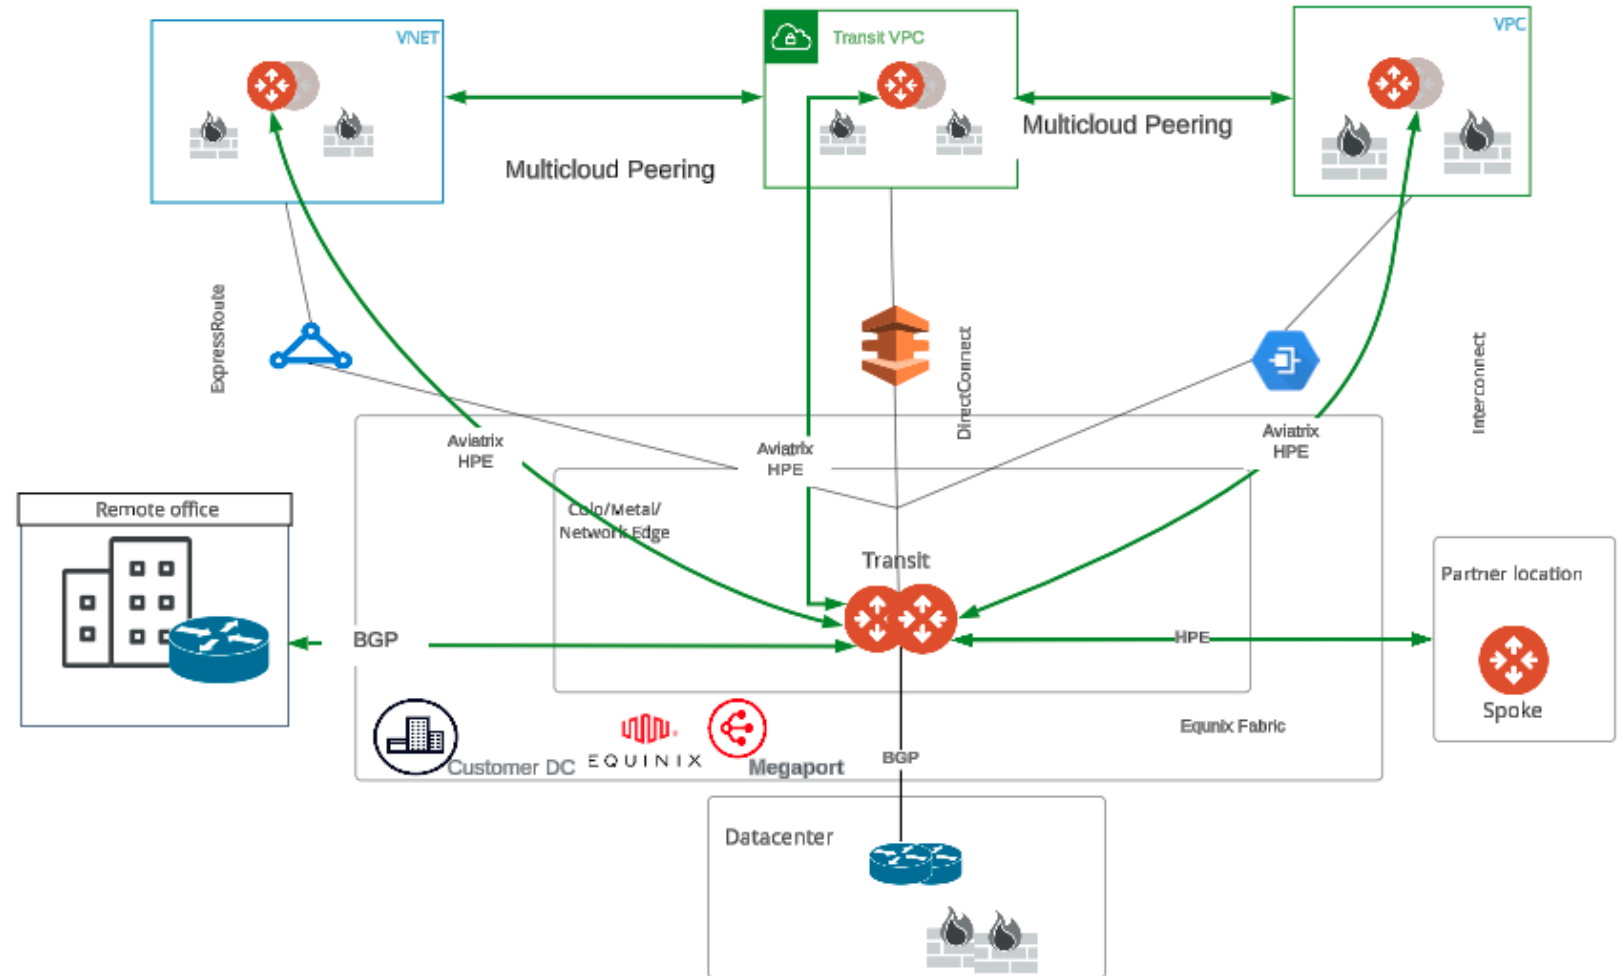 VNET
Transit VPC
VPC
Multicloud Peering
Multicloud Peering
ExpressRoute
DirectConnect
Interconnect
Aviatrix
HPE
Aviatrix
HPE
Aviatrix
HPE
Remote office
Colo/Metal/
Network Edge
Transit
Partner location
BGP
HPE
Spoke
Equnix Fabric
Customer DC
EQUINIX
Megaport
BGP
Datacenter